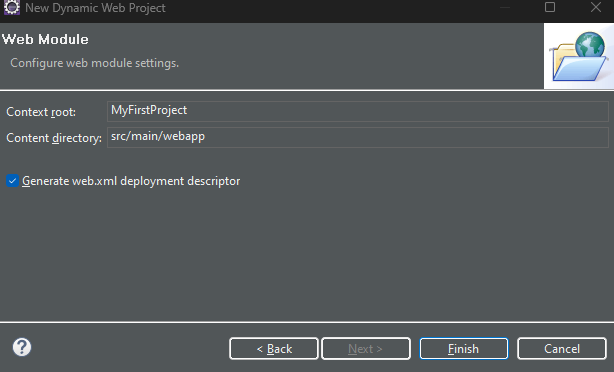 New Dynamic Web Project
Web Module
Configure web module settings.
Context root: MyFirstProject
Content directory: src/main/webapp
Generate web.xml deployment descriptor
? < Back Next > Finish Cancel